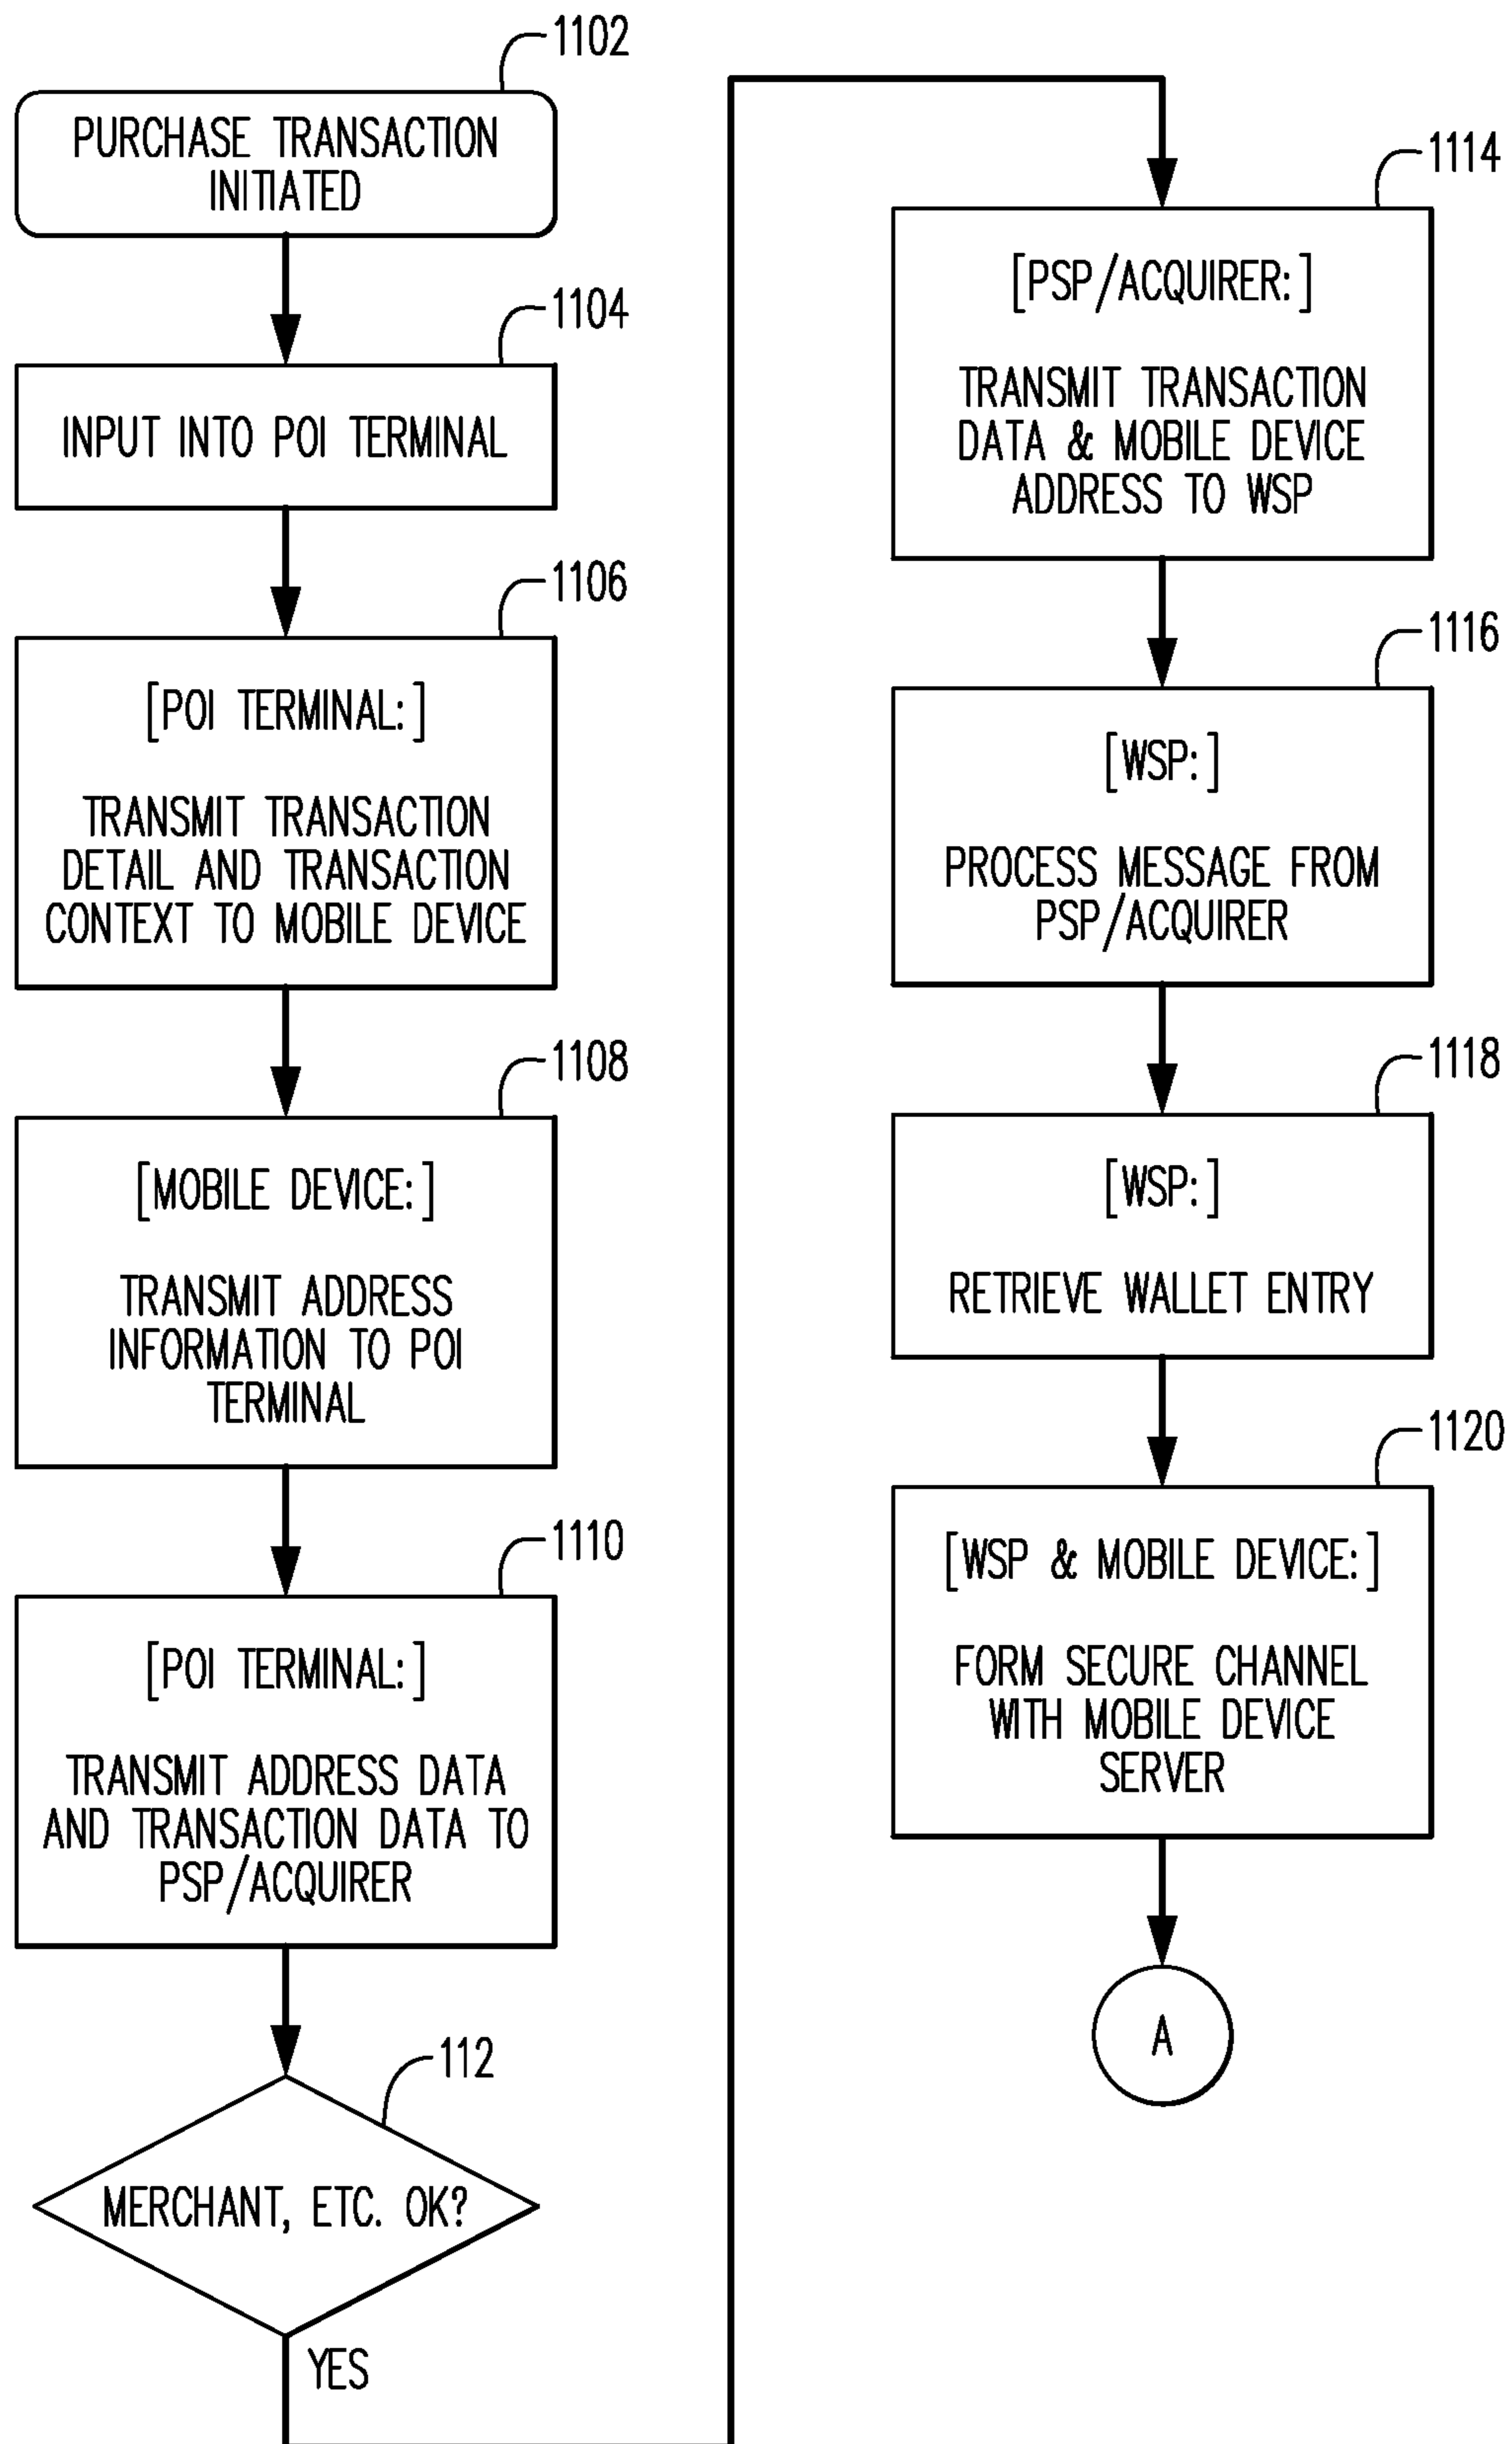 1102
PURCHASE TRANSACTION
INITIATED
1104
INPUT INTO POI TERMINAL
1106
[POI TERMINAL:]
TRANSMIT TRANSACTION
DETAIL AND TRANSACTION
CONTEXT TO MOBILE DEVICE
1108
[MOBILE DEVICE:]
TRANSMIT ADDRESS
INFORMATION TO POI
TERMINAL
1110
[POI TERMINAL:]
TRANSMIT ADDRESS DATA
AND TRANSACTION DATA TO
PSP/ACQUIRER
112
MERCHANT, ETC. OK?
YES
1114
[PSP/ACQUIRER:]
TRANSMIT TRANSACTION
DATA & MOBILE DEVICE
ADDRESS TO WSP
1116
[WSP:]
PROCESS MESSAGE FROM
PSP/ACQUIRER
1118
[WSP:]
RETRIEVE WALLET ENTRY
1120
[WSP & MOBILE DEVICE:]
FORM SECURE CHANNEL
WITH MOBILE DEVICE
SERVER
A